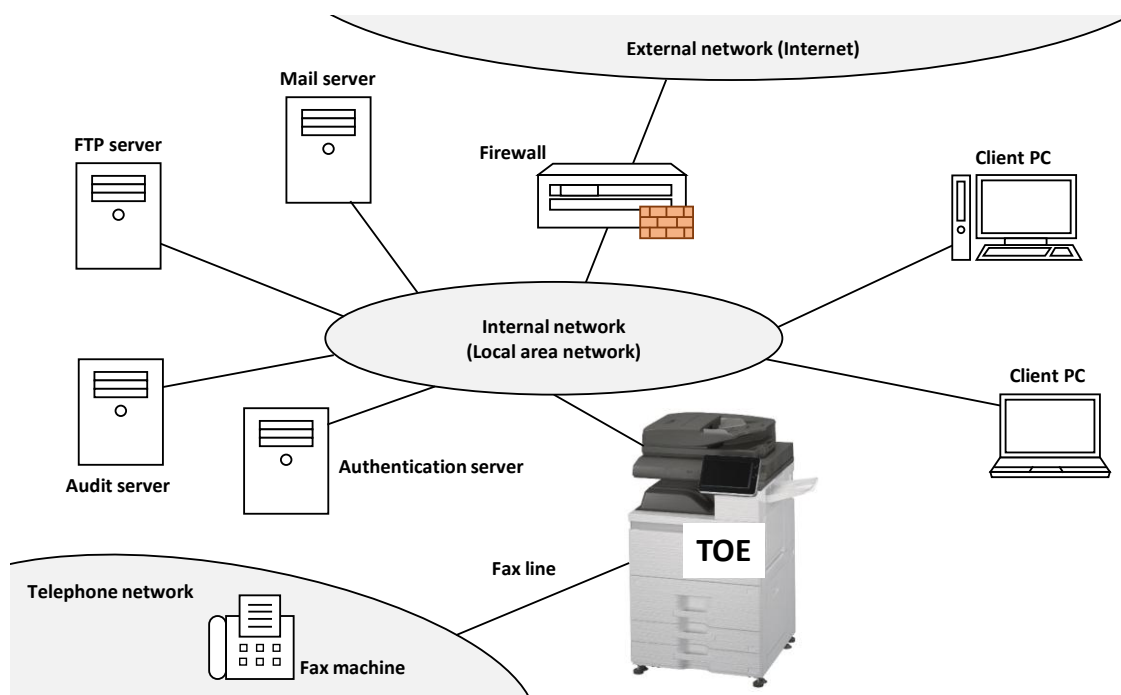 External network (Internet)
Mail server
FTP server
Firewall
Client PC
Internal network
(Local area network)
Client PC
Audit server
Authentication server
TOE
Fax line
Telephone network
Fax machine